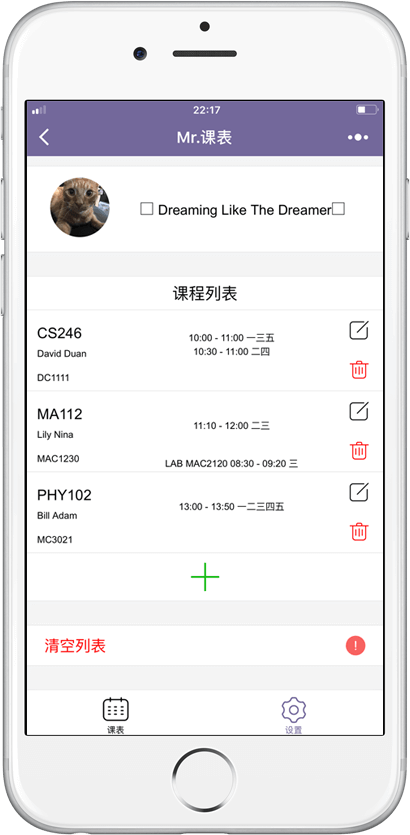 22:17
Mr.课表
□ Dreaming Like The Dreamer□
课程列表
CS246
10:00 - 11:00 一三五
David Duan
10:30 - 11:00 二四
DC1111
MA112
Lily Nina
11:10 - 12:00 二三
MAC1230
LAB MAC2120 08:30 - 09:20 三
PHY102
Bill Adam
13:00 - 13:50 一二三四五
MC3021
清空列表
!
课表
设置